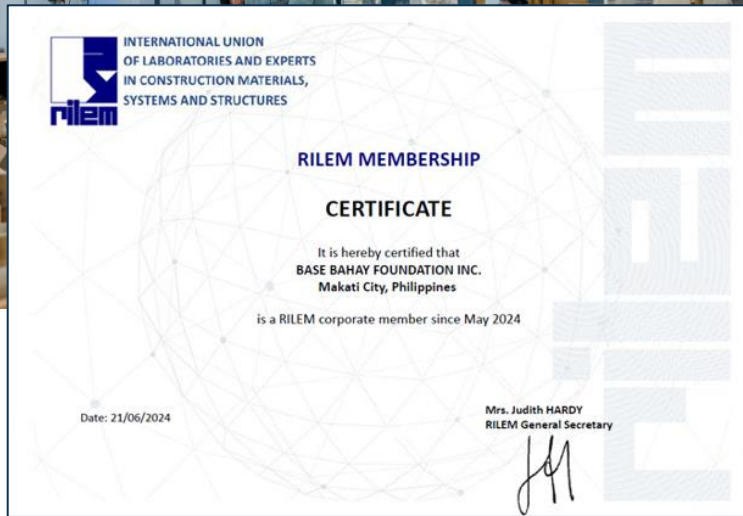 INTERNATIONAL UNION
OF LABORATORIES AND EXPERTS
IN CONSTRUCTION MATERIALS,
SYSTEMS AND STRUCTURES
rilem
RILEM MEMBERSHIP
CERTIFICATE
It is hereby certified that
BASE BAHAY FOUNDATION INC.
Makati City, Philippines
is a RILEM corporate member since May 2024
Date: 21/06/2024
Mrs. Judith HARDY
RILEM General Secretary
rilem